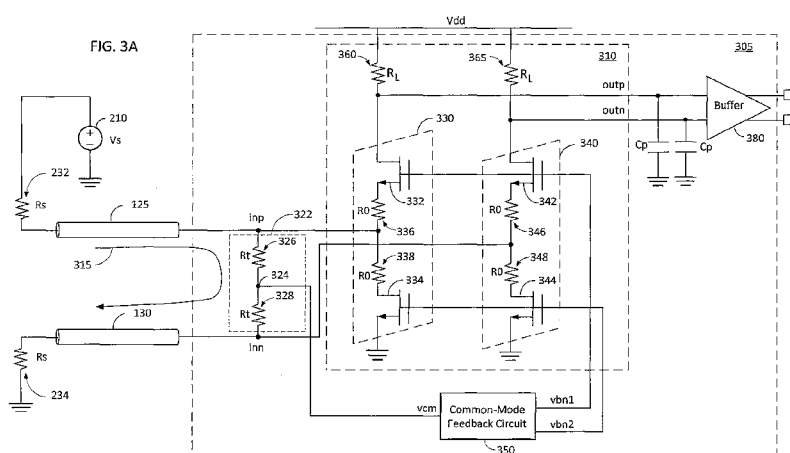 Vdd
FIG. 3A
360
RL
365
RL
310
305
outp
outn
Buffer
380
Cp
Cp
210
Vs
330
340
332
342
232
Rs
125
inp
322
R0
336
R0
346
315
Rt
326
324
Rt
328
R0
338
334
R0
348
344
130
inn
Rs
234
vcm
Common-Mode
Feedback Circuit
350
vbn1
vbn2